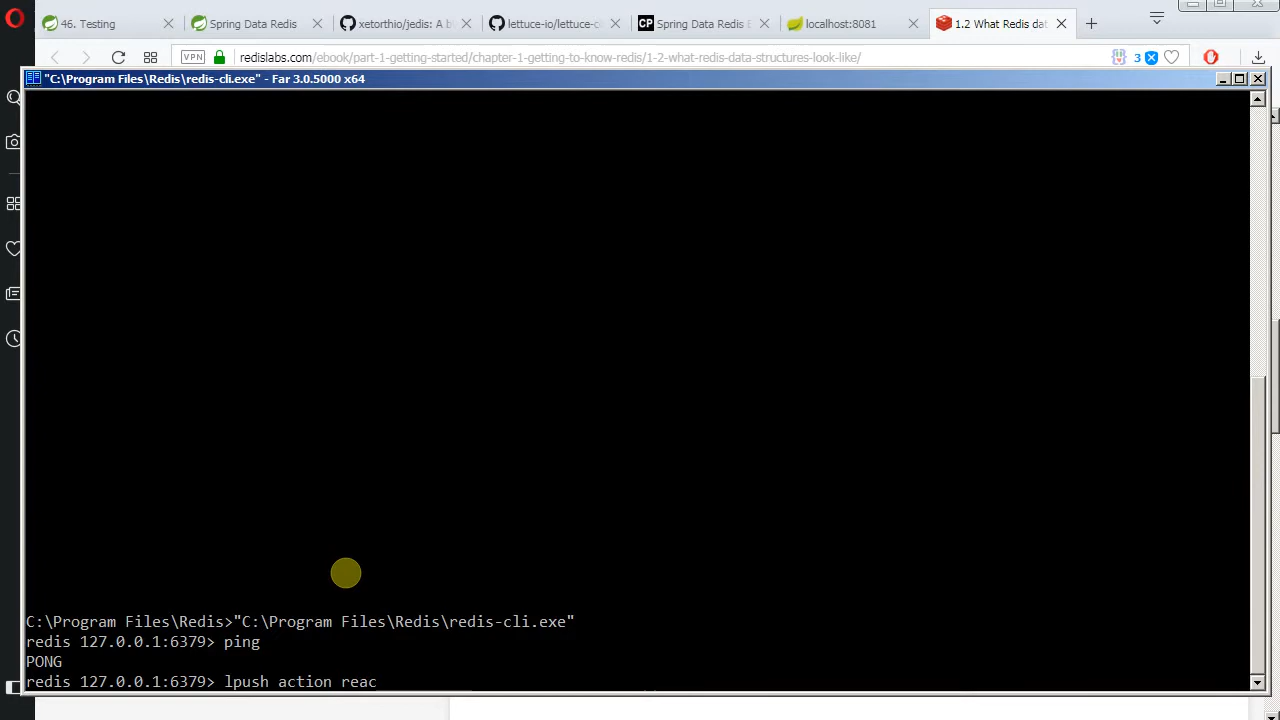 46. Testing
Spring Data Redis
xetorthio/jedis: A b
lettuce-io/lettuce-c
CP
Spring Data Redis E
localhost:8081
1.2 What Redis dat
VPN
redislabs.com/ebook/part-1-getting-started/chapter-1-getting-to-know-redis/1-2-what-redis-data-structures-look-like/
3
"C:\Program Files\Redis\redis-cli.exe" - Far 3.0.5000 x64
C:\Program Files\Redis>"C:\Program Files\Redis\redis-cli.exe"
redis 127.0.0.1:6379> ping
PONG
redis 127.0.0.1:6379> lpush action reac